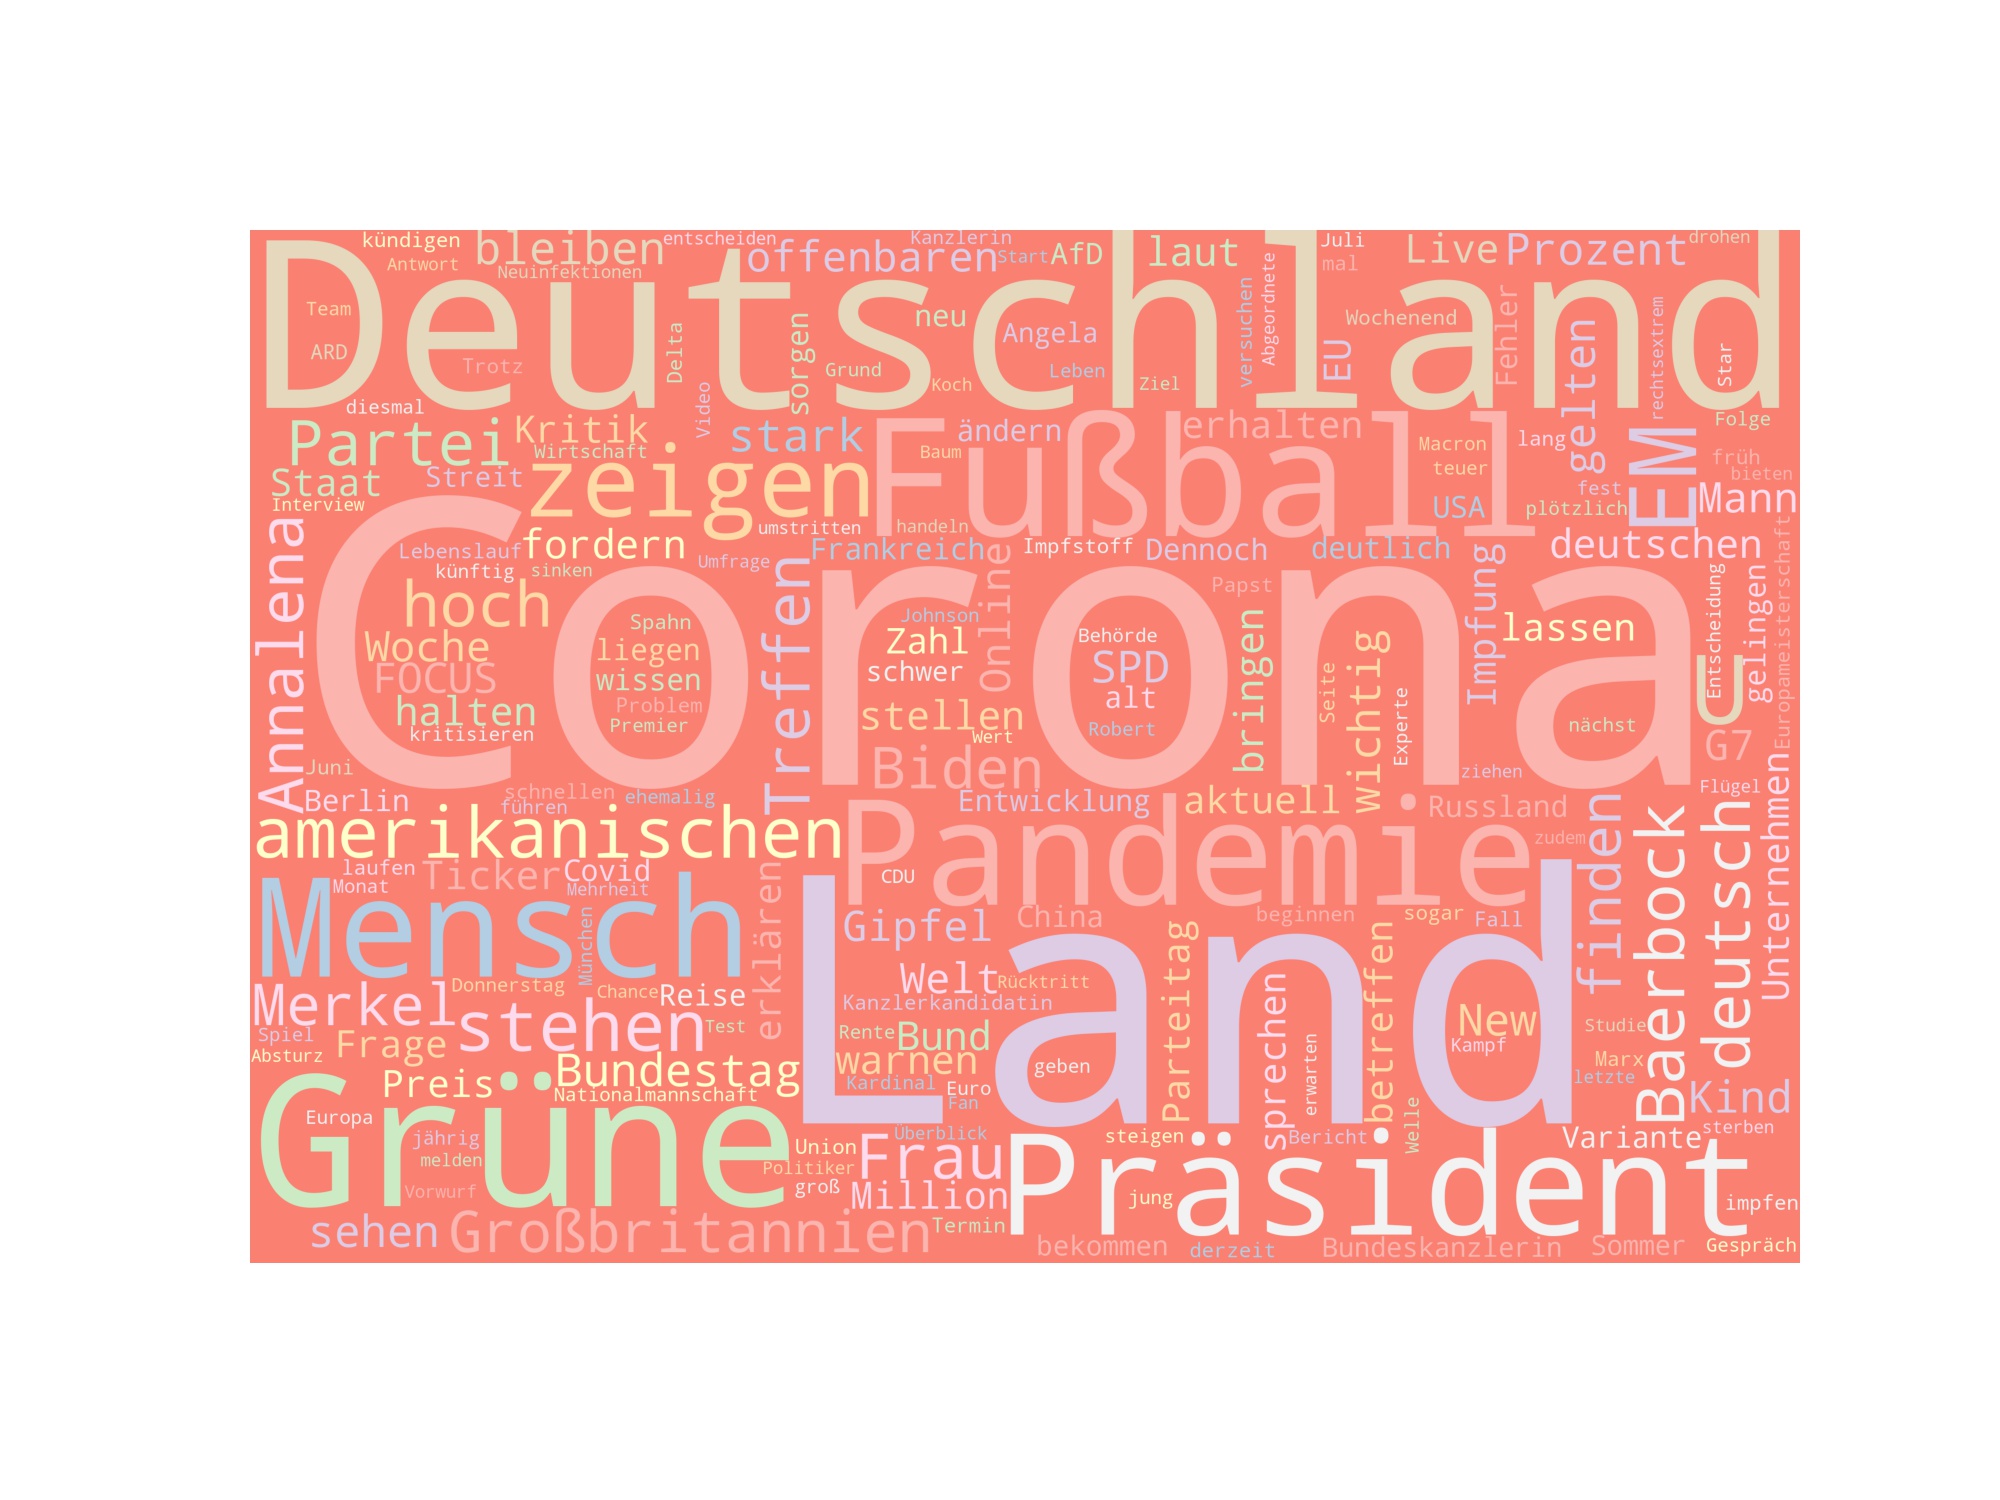 Deutschland
kündigen
bleiben
entscheiden
offenbaren
Kanzlerin
Start
AfD
laut
Juli
mal
Live
Prozent
drohen
Antwort
Neuinfektionen
Team
ARD
Trotz
Delta
sorgen
neu
Angela
versuchen
Abgeordnete
EU
Wochenend
Fehler
gelten
rechtsextrem
Star
Grund
Koch
Leben
Ziel
diesmal
Video
Partei
Kritik
Wirtschaft
stark
Fußball
ändern
Baum
erhalten
Macron
teuer
lang
EM
Folge
früh
bieten
Staat
Streit
zeigen
Interview
USA
fest
plötzlich
Mann
umstritten
handeln
Annalena
Lebenslauf
fordern
künftig
sinken
Umfrage
Treffen
Frankreich
Online
Impfstoff
Dennoch
deutlich
Impfung
deutschen
Europameisterschaft
Corona
hoch
Papst
Entscheidung
gelingen
Woche
Spahn
liegen
Johnson
Zahl
Behörde
bringen
wichtig
lassen
FOCUS
wissen
schwer
SPD
Seite
U
halten
Problem
Premier
stellen
alt
Experte
kritisieren
Wert
Robert
nächst
G7
Juni
Biden
ziehen
Berlin
schnellen
führen
ehemalig
Entwicklung
aktuell
Russland
Flügel
Unternehmen
amerikanischen
Pandemie
zudem
finden
Baerbock
deutsch
laufen
Monat
Ticker
Covid
Mehrheit
erklären
CDU
Land
Mensch
München
Gipfel
China
beginnen
sogar
Fall
Parteitag
betreffen
Welt
Rücktritt
Merkel
Donnerstag
Chance
Reise
Kanzlerkandidatin
sprechen
stehen
Test
Spiel
Absturz
Frage
Rente
Bund
New
Kampf
Studie
warnen
geben
erwarten
Marx
letzte
Preis
Bundestag
Nationalmannschaft
Kardinal
Euro
Fan
Kind
Grüne
Europa
jährig
melden
Vorwurf
Überblick
Union
Politiker
groß
Frau
steigen
Bericht
Welle
Variante
sterben
Million
Präsident
jung
impfen
sehen
Großbritannien
Termin
bekommen
derzeit
Bundeskanzlerin
Sommer
Gespräch